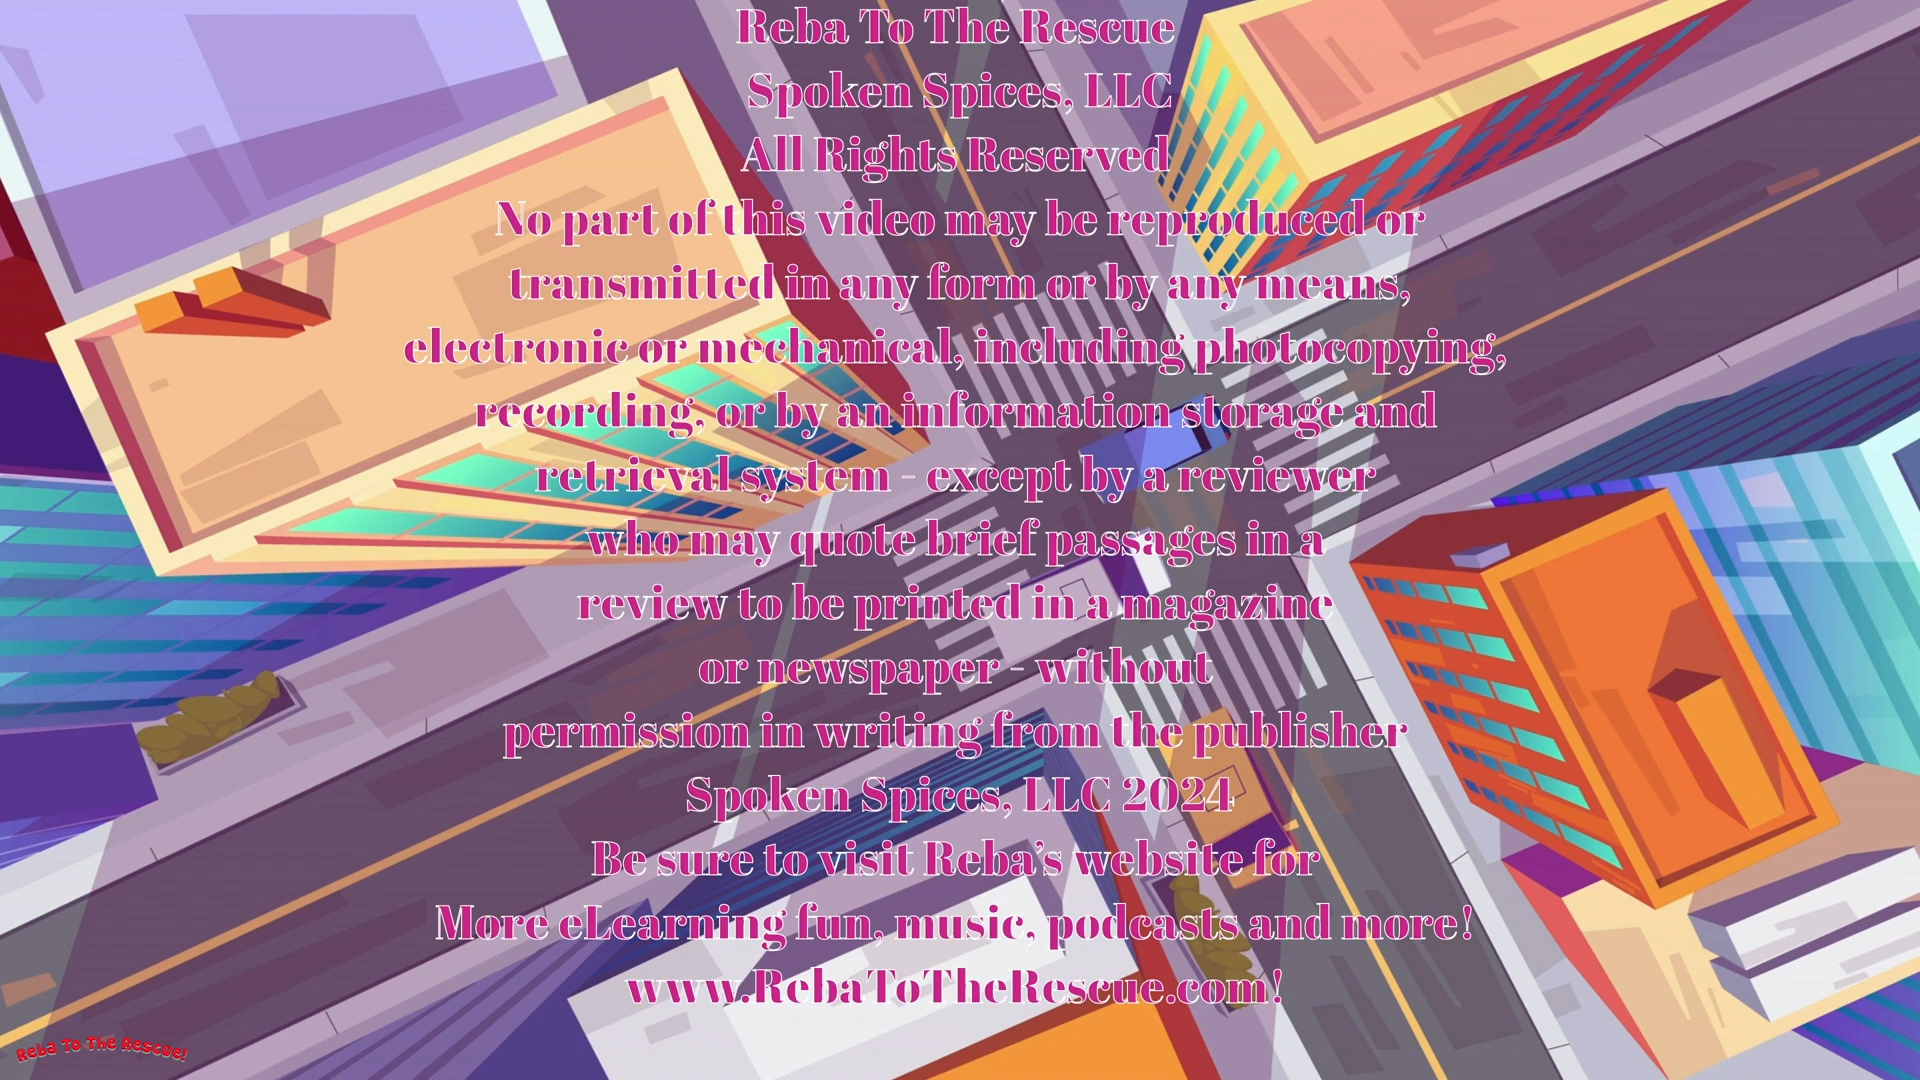 Reba To The Rescue
Spoken Spices, LLC
All Rights Reserved
No part of this video may be reproduced or
transmitted in any form or by any means,
electronic or mechanical, including photocopying,
recording, or by an information storage and
retrieval system - except by a reviewer
who may quote brief passages in a
review to be printed in a magazine
or newspaper - without
permission in writing from the publisher
Spoken Spices, LLC 2024
Be sure to visit Reba's website for
More eLearning fun, music, podcasts and more!
www.RebaToTheRescue.com!
Reba To The Rescue!